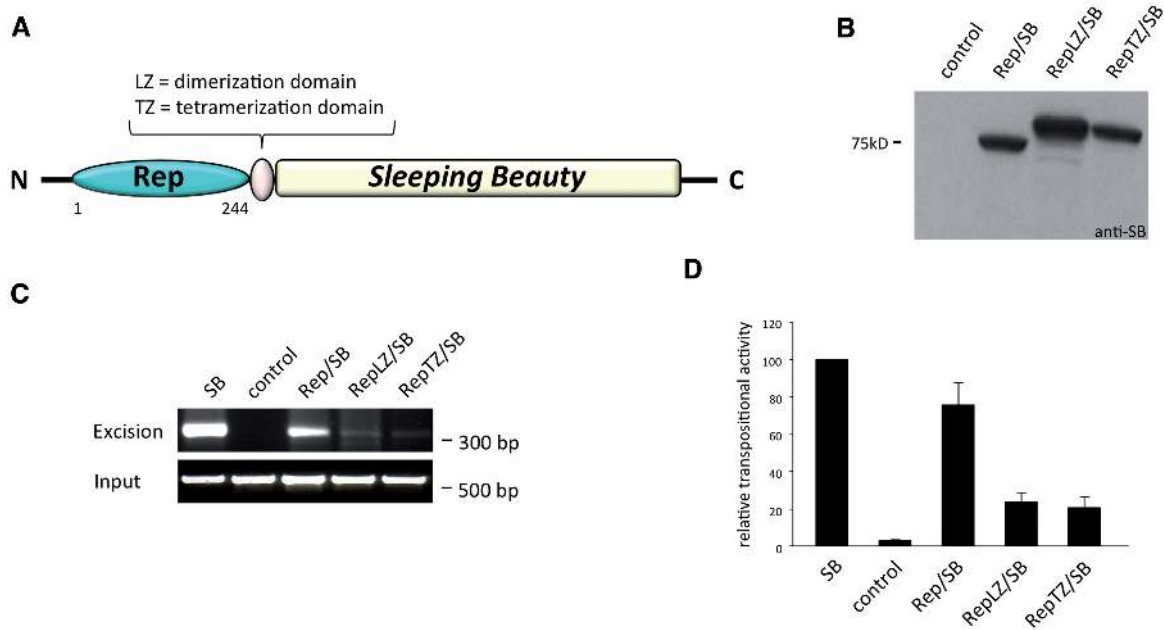 A
LZ = dimerization domain
TZ = tetramerization domain
N
Rep
Sleeping Beauty
C
1
244
B
control
Rep/SB
RepLZ/SB
RepTZ/SB
75kD
anti-SB
C
SB
control
Rep/SB
RepLZ/SB
RepTZ/SB
Excision
300 bp
Input
500 bp
D
relative transpositional activity
120
100
80
60
40
20
0
SB
control
Rep/SB
RepLZ/SB
RepTZ/SB